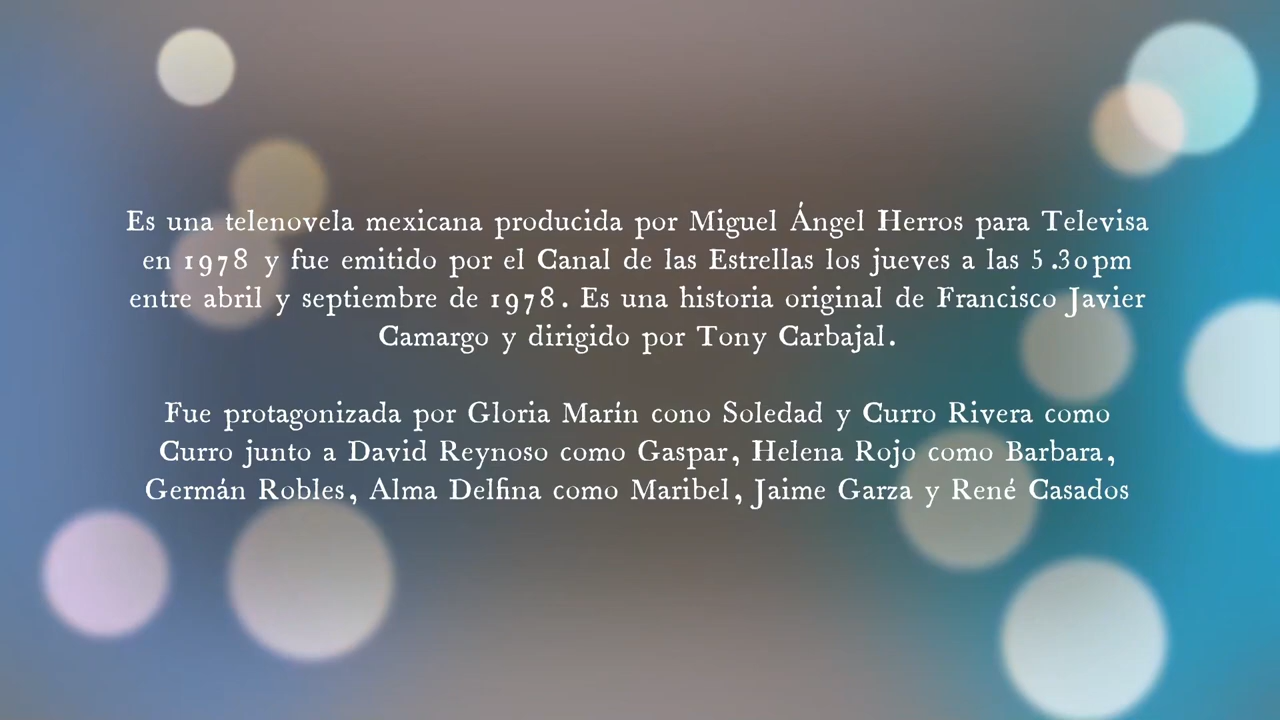 Es una telenovela mexicana producida por Miguel Ángel Herros para Televisa
en 1978 y fue emitido por el Canal de las Estrellas los jueves a las 5.30pm
entre abril y septiembre de 1978. Es una historia original de Francisco Javier
Camargo y dirigido por Tony Carbajal.
Fue protagonizada por Gloria Marín cono Soledad y Curro Rivera como
Curro junto a David Reynoso como Gaspar, Helena Rojo como Barbara,
Germán Robles, Alma Delfina como Maribel, Jaime Garza y René Casados